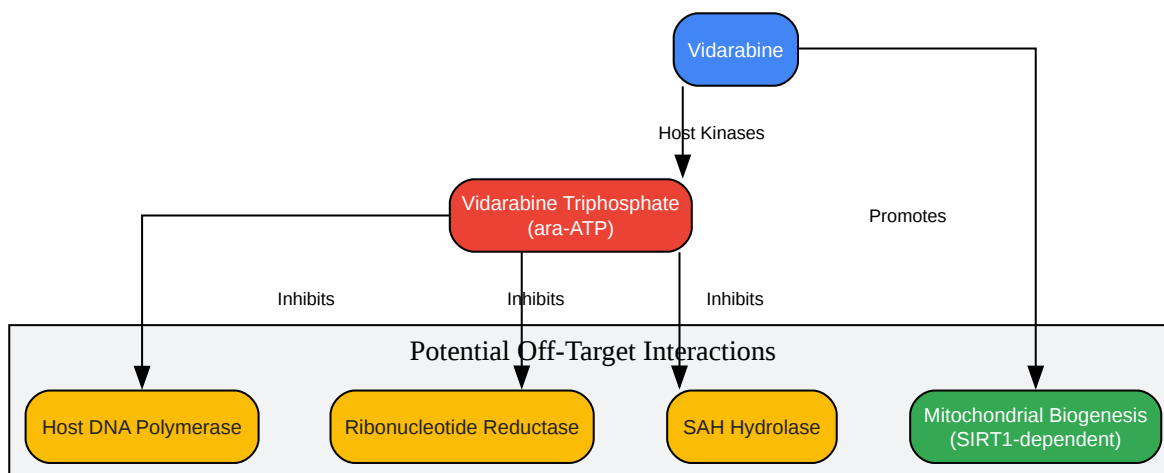 Vidarabine
Host Kinases
Vidarabine Triphosphate
(ara-ATP)
Promotes
Inhibits
Inhibits
Inhibits
Potential Off-Target Interactions
Host DNA Polymerase
Ribonucleotide Reductase
SAH Hydrolase
Mitochondrial Biogenesis
(SIRT1-dependent)